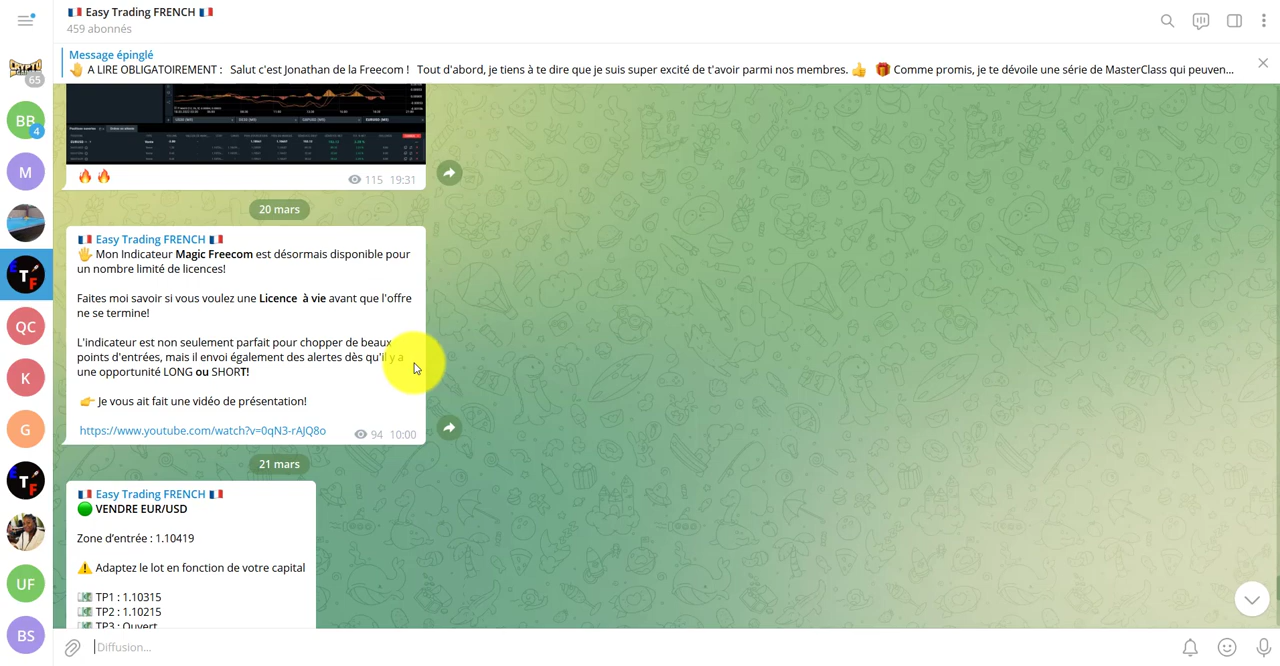 🇫🇷 Easy Trading FRENCH 🇫🇷
459 abonnés
Message épinglé
🤚 A LIRE OBLIGATOIREMENT : Salut c'est Jonathan de la Freecom ! Tout d'abord, je tiens à te dire que je suis super excité de t'avoir parmi nos membres. 👍 🎁 Comme promis, je te dévoile une série de MasterClass qui peuven...
65
BB
4
M
ETF
QC
K
G
ETF
UF
BS
🔥 🔥
115 19:31
20 mars
🇫🇷 Easy Trading FRENCH 🇫🇷
🖐 Mon Indicateur Magic Freecom est désormais disponible pour
un nombre limité de licences!
Faites moi savoir si vous voulez une Licence à vie avant que l'offre
ne se termine!
L'indicateur est non seulement parfait pour chopper de beaux
points d'entrées, mais il envoi également des alertes dès qu'il y a
une opportunité LONG ou SHORT!
👉 Je vous ait fait une vidéo de présentation!
https://www.youtube.com/watch?v=0qN3-rAJQ8o
94 10:00
21 mars
🇫🇷 Easy Trading FRENCH 🇫🇷
🟢 VENDRE EUR/USD
Zone d'entrée : 1.10419
⚠️ Adaptez le lot en fonction de votre capital
💵 TP1 : 1.10315
💵 TP2 : 1.10215
💵 TP3 : Ouvert
Diffusion...